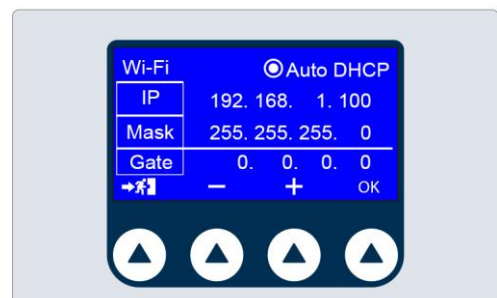 Wi-Fi Auto DHCP
IP 192. 168. 1. 100
Mask 255. 255. 255. 0
Gate 0. 0. 0. 0
− + OK